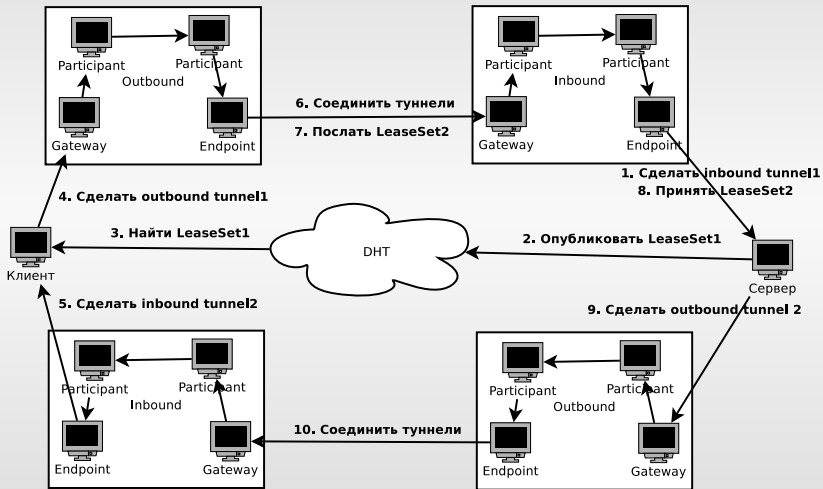 Participant
Participant
Outbound
Gateway
Endpoint
6. Соединить туннели
7. Послать LeaseSet2
Participant
Participant
Inbound
Gateway
Endpoint
1. Сделать inbound tunnel1
8. Принять LeaseSet2
4. Сделать outbound tunnel1
3. Найти LeaseSet1
DHT
2. Опубликовать LeaseSet1
Клиент
Сервер
5. Сделать inbound tunnel2
9. Сделать outbound tunnel 2
Participant
Participant
Inbound
Endpoint
Gateway
10. Соединить туннели
Participant
Participant
Outbound
Endpoint
Gateway